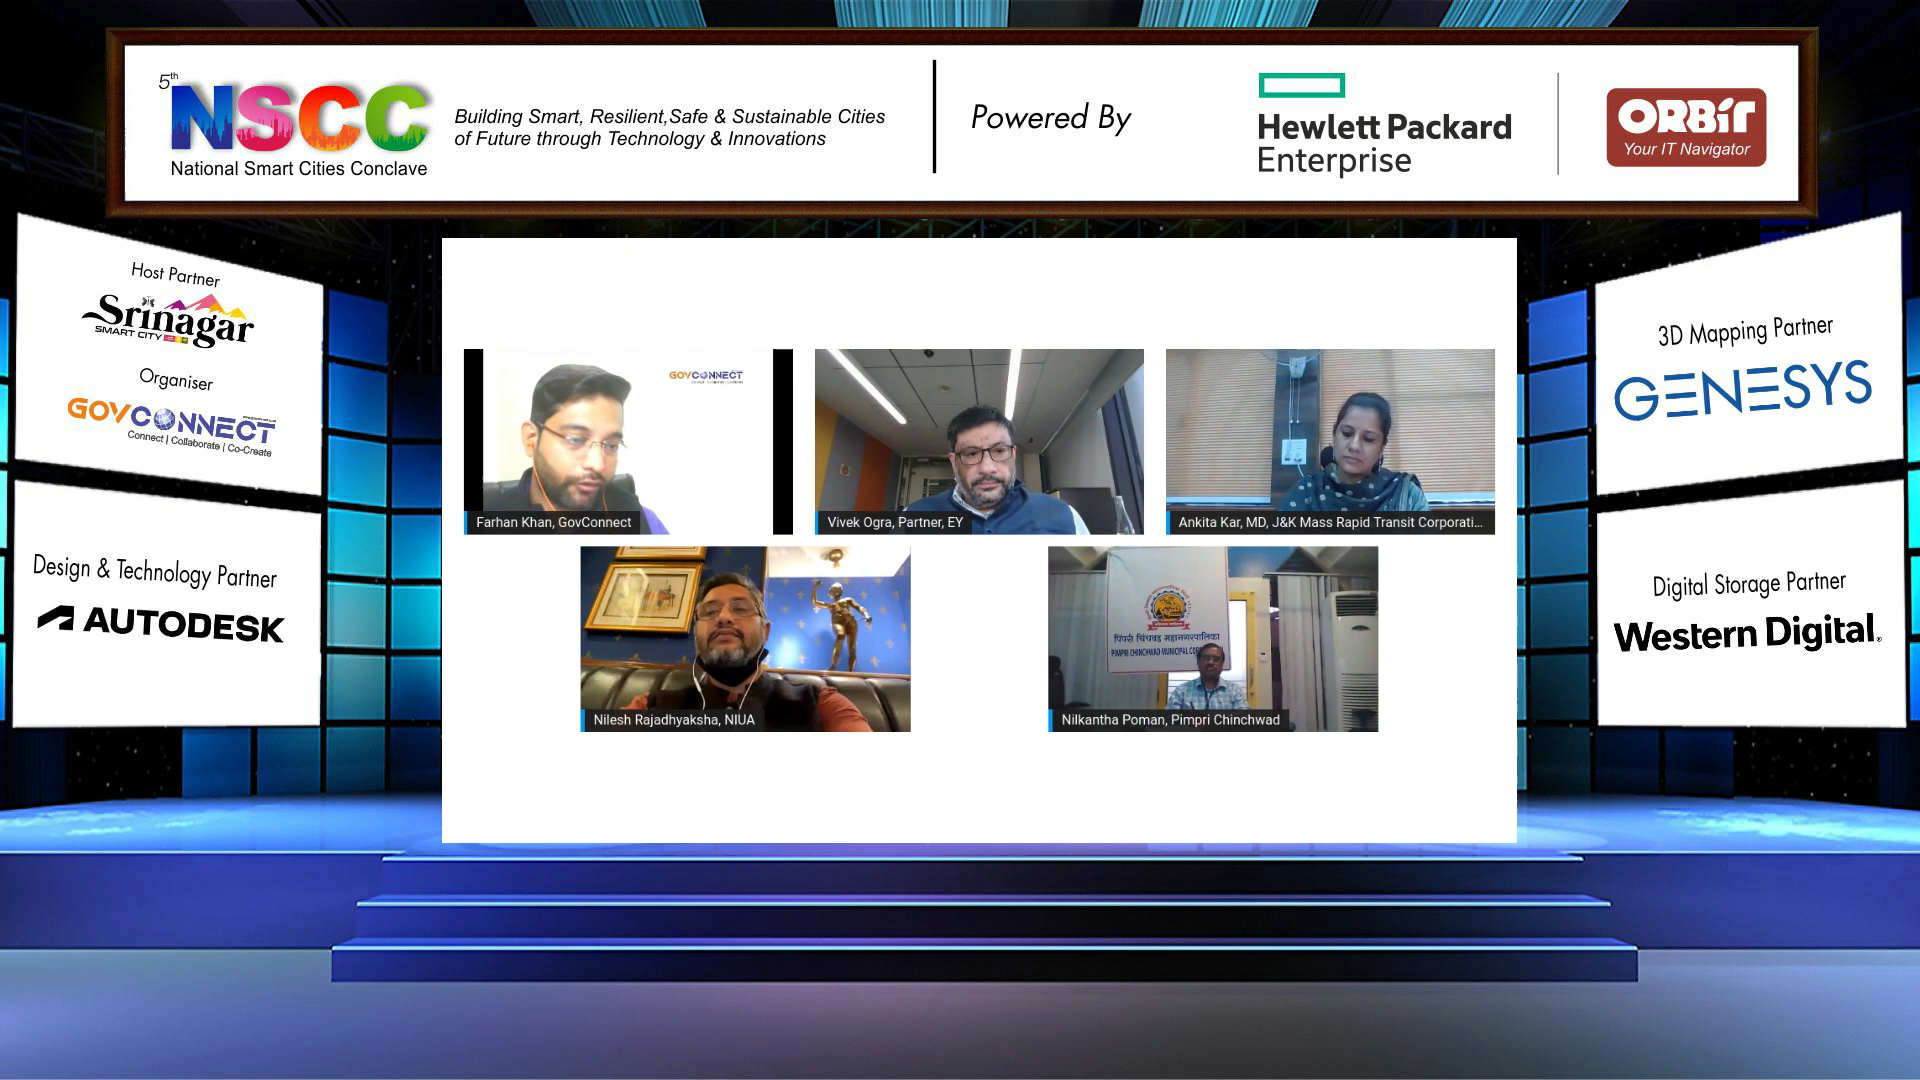 5th
NSCC
National Smart Cities Conclave
Building Smart, Resilient,Safe & Sustainable Cities
of Future through Technology & Innovations
Powered By
Hewlett Packard
Enterprise
ORBiT
Your IT Navigator
Host Partner
Srinagar
SMART CITY
Organiser
GOVCONNECT
Connect | Collaborate | Co-Create
Design & Technology Partner
AUTODESK
GOVCONNECT
Farhan Khan, GovConnect
Vivek Ogra, Partner, EY
Ankita Kar, MD, J&K Mass Rapid Transit Corporati...
पिंपरी चिंचवड महानगरपालिका
PIMPRI CHINCHWAD MUNICIPAL
Nilesh Rajadhyaksha, NIUA
Nilkantha Poman, Pimpri Chinchwad
3D Mapping Partner
GENESYS
Digital Storage Partner
Western Digital.